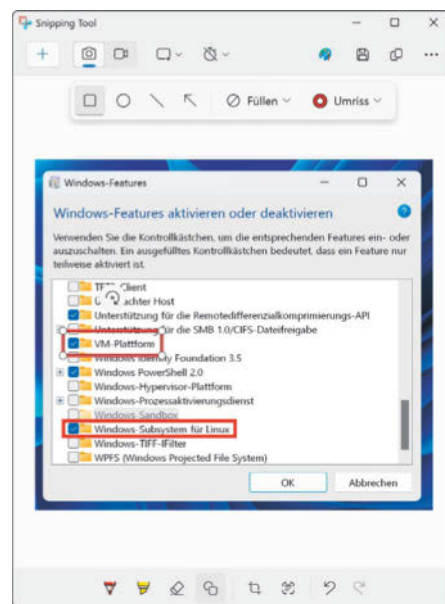 Snipping Tool
Füllen
Umriss
Windows-Features
Windows-Features aktivieren oder deaktivieren
Verwenden Sie die Kontrollkästchen, um die entsprechenden Features ein- oder
auszuschalten. Ein ausgefülltes Kontrollkästchen bedeutet, dass ein Feature nur
teilweise aktiviert ist.
TFTP-Client
achter Host
Unterstützung für die Remotedifferenzialkomprimierungs-API
Unterstützung für die SMB 1.0/CIFS-Dateifreigabe
VM-Plattform
Windows Identity Foundation 3.5
Windows PowerShell 2.0
Windows-Hypervisor-Plattform
Windows-Prozessaktivierungsdienst
Windows-Sandbox
Windows-Subsystem für Linux
Windows-TIFF-IFilter
WPFS (Windows Projected File System)
OK
Abbrechen